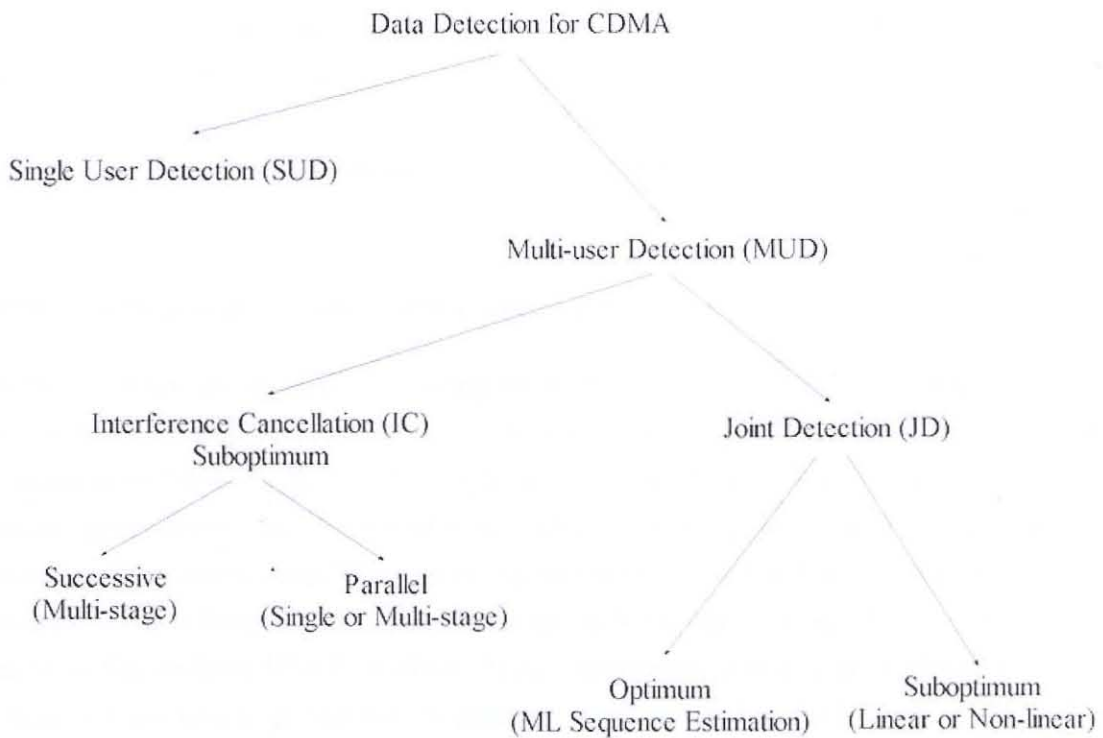 Data Detection for CDMA
Single User Detection (SUD)
Multi-user Detection (MUD)
Interference Cancellation (IC)
Suboptimum
Joint Detection (JD)
Successive
(Multi-stage)
Parallel
(Single or Multi-stage)
Optimum
(ML Sequence Estimation)
Suboptimum
(Linear or Non-linear)